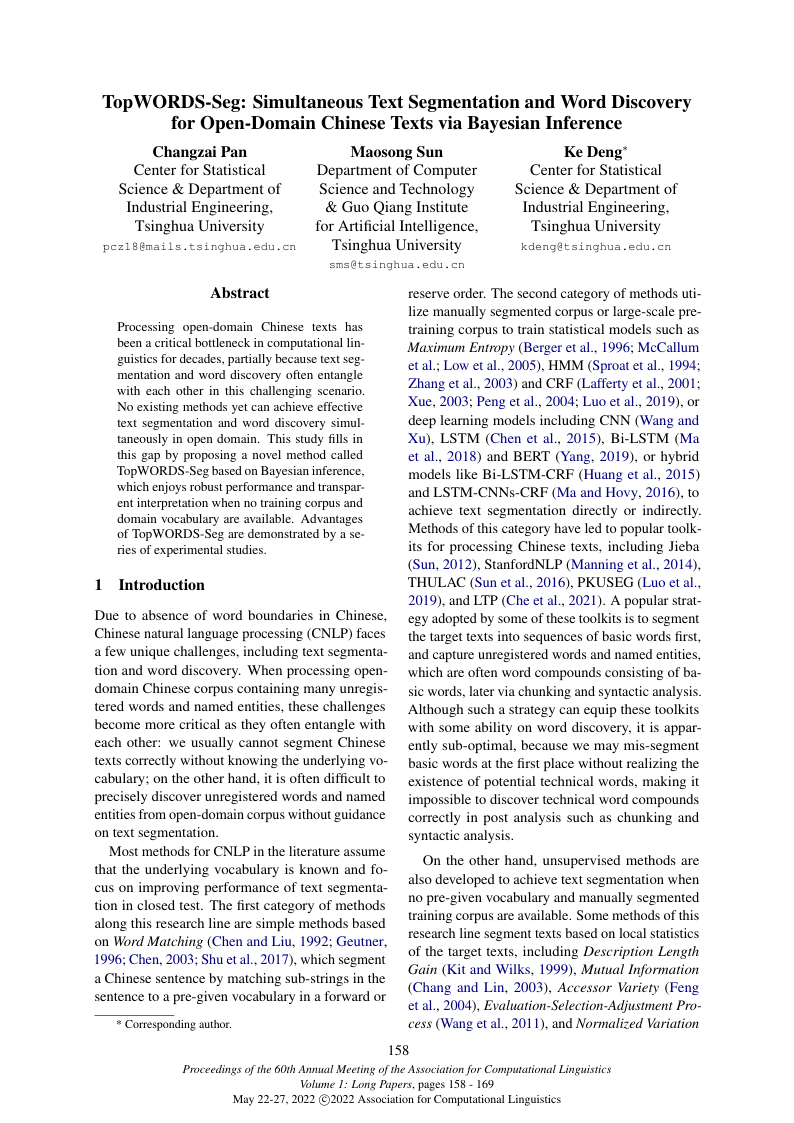 TopWORDS-Seg: Simultaneous Text Segmentation and Word Discovery
for Open-Domain Chinese Texts via Bayesian Inference
Changzai Pan
Center for Statistical
Science & Department of
Industrial Engineering,
Tsinghua University
pcz18@mails.tsinghua.edu.cn
Maosong Sun
Department of Computer
Science and Technology
& Guo Qiang Institute
for Artificial Intelligence,
Tsinghua University
sms@tsinghua.edu.cn
Ke Deng*
Center for Statistical
Science & Department of
Industrial Engineering,
Tsinghua University
kdeng@tsinghua.edu.cn
Abstract
Processing open-domain Chinese texts has
been a critical bottleneck in computational lin-
guistics for decades, partially because text seg-
mentation and word discovery often entangle
with each other in this challenging scenario.
No existing methods yet can achieve effective
text segmentation and word discovery simul-
taneously in open domain. This study fills in
this gap by proposing a novel method called
TopWORDS-Seg based on Bayesian inference,
which enjoys robust performance and transpar-
ent interpretation when no training corpus and
domain vocabulary are available. Advantages
of TopWORDS-Seg are demonstrated by a se-
ries of experimental studies.
1 Introduction
Due to absence of word boundaries in Chinese,
Chinese natural language processing (CNLP) faces
a few unique challenges, including text segmenta-
tion and word discovery. When processing open-
domain Chinese corpus containing many unregis-
tered words and named entities, these challenges
become more critical as they often entangle with
each other: we usually cannot segment Chinese
texts correctly without knowing the underlying vo-
cabulary; on the other hand, it is often difficult to
precisely discover unregistered words and named
entities from open-domain corpus without guidance
on text segmentation.
Most methods for CNLP in the literature assume
that the underlying vocabulary is known and fo-
cus on improving performance of text segmenta-
tion in closed test. The first category of methods
along this research line are simple methods based
on Word Matching (Chen and Liu, 1992; Geutner,
1996; Chen, 2003; Shu et al., 2017), which segment
a Chinese sentence by matching sub-strings in the
sentence to a pre-given vocabulary in a forward or
* Corresponding author.
reserve order. The second category of methods uti-
lize manually segmented corpus or large-scale pre-
training corpus to train statistical models such as
Maximum Entropy (Berger et al., 1996; McCallum
et al.; Low et al., 2005), HMM (Sproat et al., 1994;
Zhang et al., 2003) and CRF (Lafferty et al., 2001;
Xue, 2003; Peng et al., 2004; Luo et al., 2019), or
deep learning models including CNN (Wang and
Xu), LSTM (Chen et al., 2015), Bi-LSTM (Ma
et al., 2018) and BERT (Yang, 2019), or hybrid
models like Bi-LSTM-CRF (Huang et al., 2015)
and LSTM-CNNs-CRF (Ma and Hovy, 2016), to
achieve text segmentation directly or indirectly.
Methods of this category have led to popular toolk-
its for processing Chinese texts, including Jieba
(Sun, 2012), StanfordNLP (Manning et al., 2014),
THULAC (Sun et al., 2016), PKUSEG (Luo et al.,
2019), and LTP (Che et al., 2021). A popular strat-
egy adopted by some of these toolkits is to segment
the target texts into sequences of basic words first,
and capture unregistered words and named entities,
which are often word compounds consisting of ba-
sic words, later via chunking and syntactic analysis.
Although such a strategy can equip these toolkits
with some ability on word discovery, it is appar-
ently sub-optimal, because we may mis-segment
basic words at the first place without realizing the
existence of potential technical words, making it
impossible to discover technical word compounds
correctly in post analysis such as chunking and
syntactic analysis.
On the other hand, unsupervised methods are
also developed to achieve text segmentation when
no pre-given vocabulary and manually segmented
training corpus are available. Some methods of this
research line segment texts based on local statistics
of the target texts, including Description Length
Gain (Kit and Wilks, 1999), Mutual Information
(Chang and Lin, 2003), Accessor Variety (Feng
et al., 2004), Evaluation-Selection-Adjustment Pro-
cess (Wang et al., 2011), and Normalized Variation
158
Proceedings of the 60th Annual Meeting of the Association for Computational Linguistics
Volume 1: Long Papers, pages 158 - 169
May 22-27, 2022 ©2022 Association for Computational Linguistics